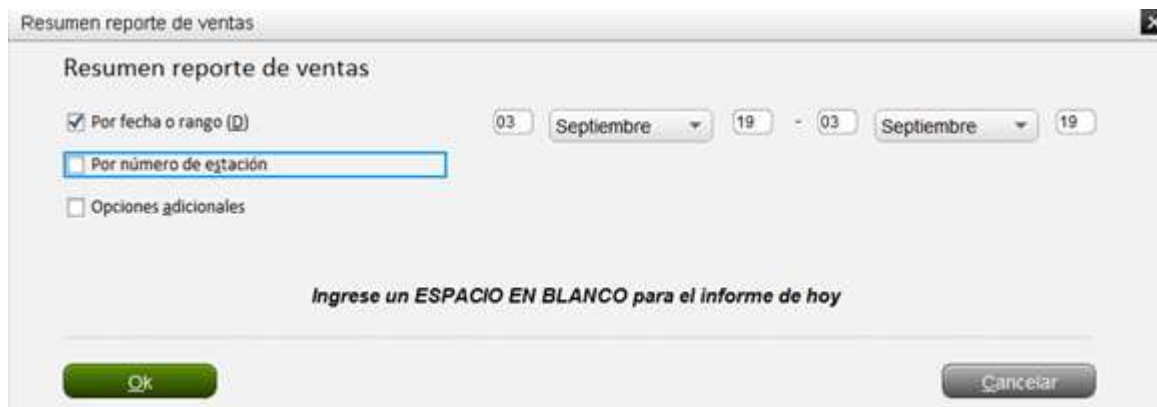 Resumen reporte de ventas
Resumen reporte de ventas
Por fecha o rango (D) 03 Septiembre 19 - 03 Septiembre 19
Por número de estación
Opciones adicionales
Ingrese un ESPACIO EN BLANCO para el informe de hoy
Ok Cancelar